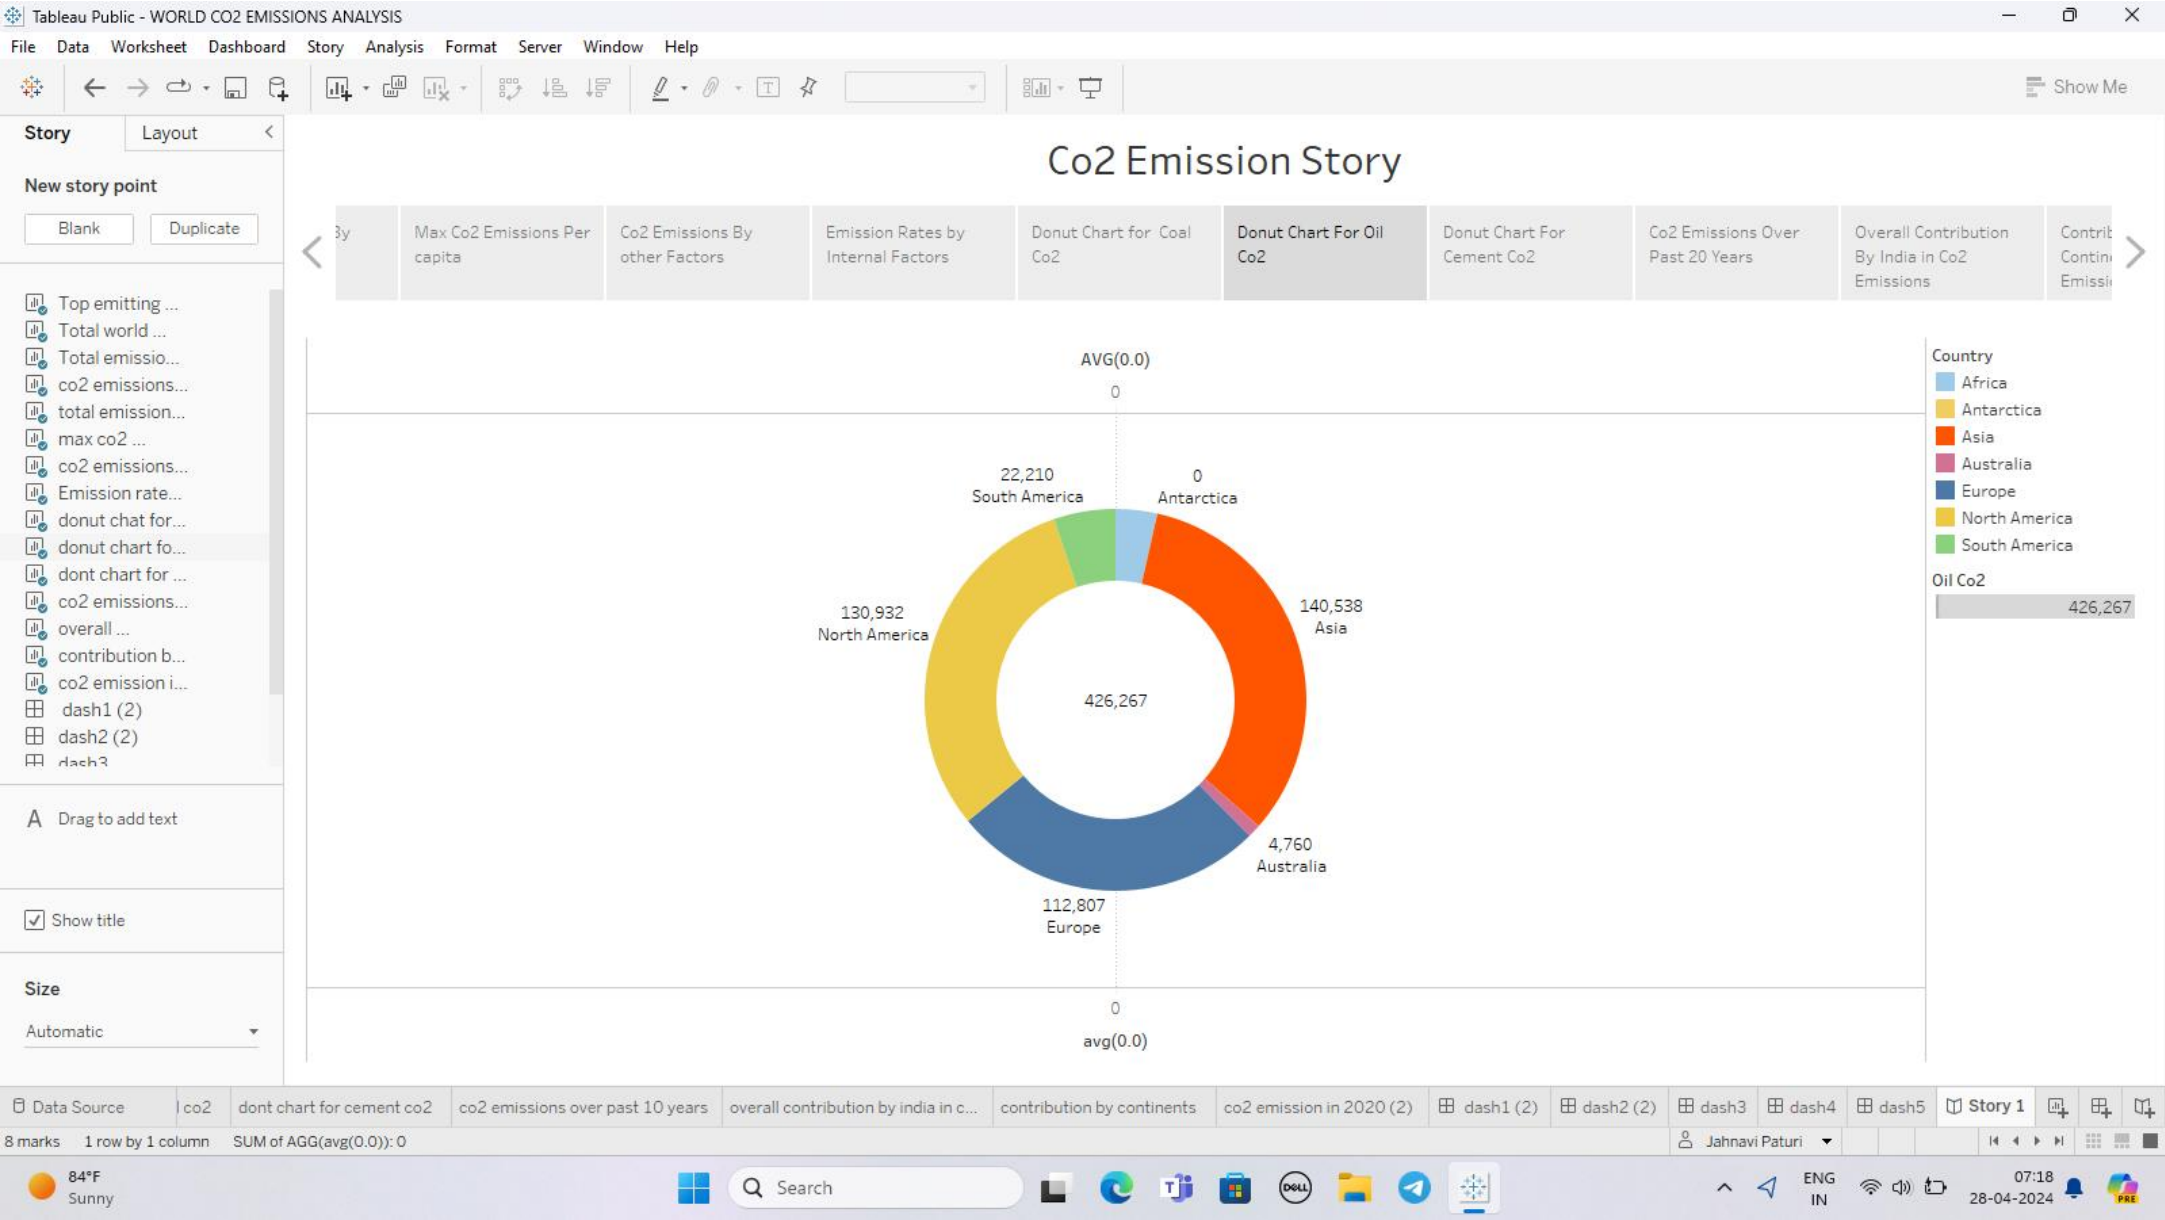 Tableau Public - WORLD CO2 EMISSIONS ANALYSIS
File Data Worksheet Dashboard Story Analysis Format Server Window Help
Show Me
Story Layout
New story point
Blank Duplicate
Top emitting ...
Total world ...
Total emissio...
co2 emissions...
total emission...
max co2 ...
co2 emissions...
Emission rate...
donut chat for...
donut chart fo...
dont chart for ...
co2 emissions...
overall ...
contribution b...
co2 emission i...
dash1 (2)
dash2 (2)
dash3
A Drag to add text
Show title
Size
Automatic
Co2 Emission Story
By
Max Co2 Emissions Per
capita
Co2 Emissions By
other Factors
Emission Rates by
Internal Factors
Donut Chart for Coal
Co2
Donut Chart For Oil
Co2
Donut Chart For
Cement Co2
Co2 Emissions Over
Past 20 Years
Overall Contribution
By India in Co2
Emissions
AVG(0.0)
0
22,210
South America
0
Antarctica
130,932
North America
140,538
Asia
426,267
4,760
Australia
112,807
Europe
0
avg(0.0)
Country
Africa
Antarctica
Asia
Australia
Europe
North America
South America
Oil Co2
426,267
Data Source l co2 dont chart for cement co2 co2 emissions over past 10 years overall contribution by india in c... contribution by continents co2 emission in 2020 (2) dash1 (2) dash2 (2) dash3 dash4 dash5 Story 1
8 marks 1 row by 1 column SUM of AGG(avg(0.0)): 0 Jahnavi Paturi
84°F
Sunny
Search
DELL
ENG
IN
07:18
28-04-2024
PRE